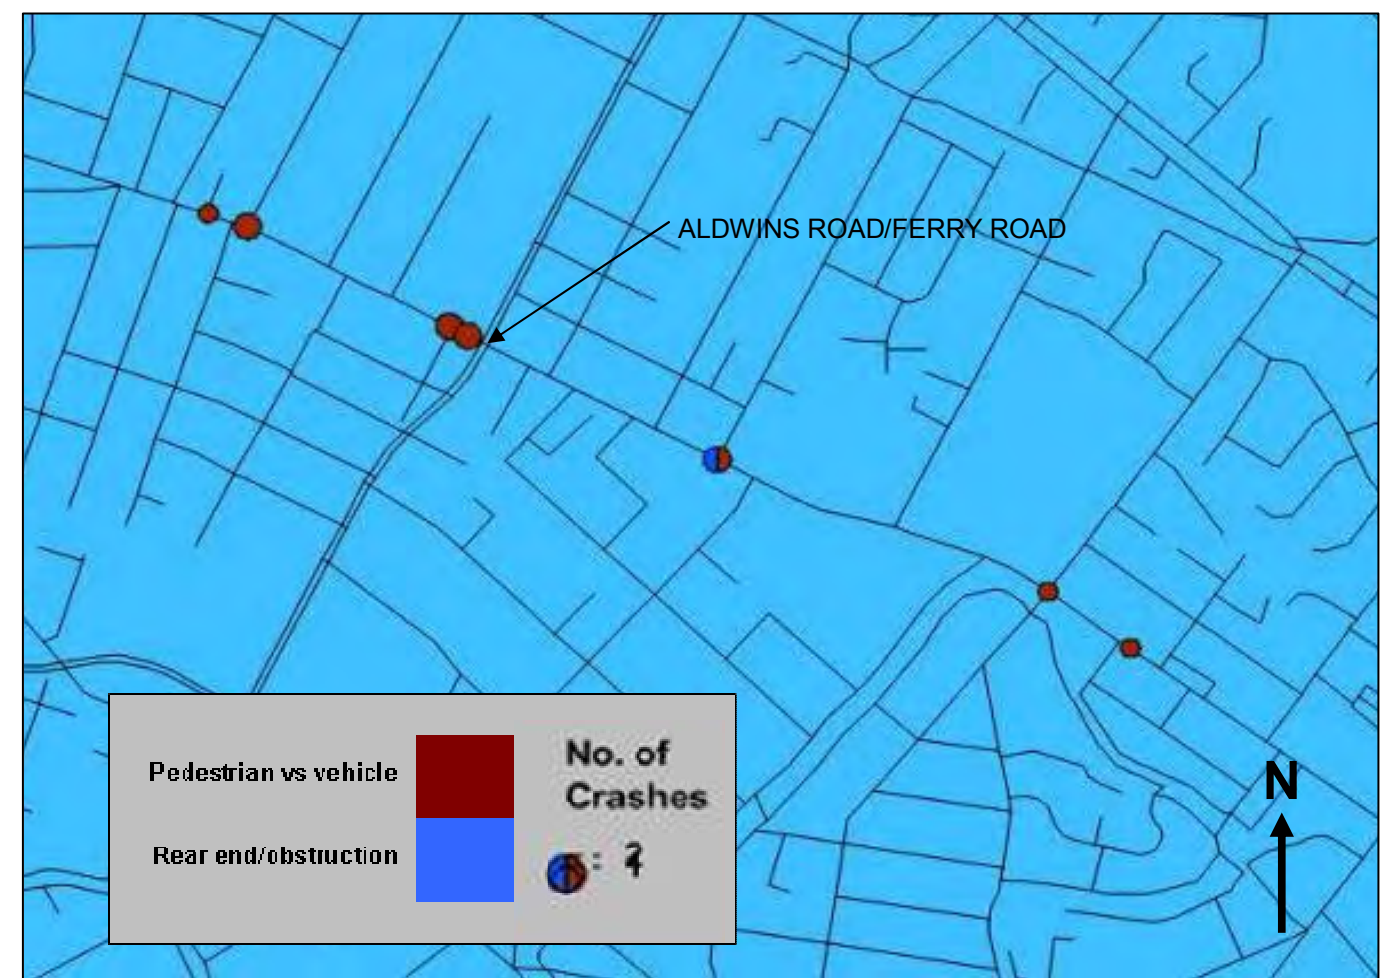 ALDWINS ROAD/FERRY ROAD
Pedestrian vs vehicle
Rear end/obstruction
No. of
Crashes
N